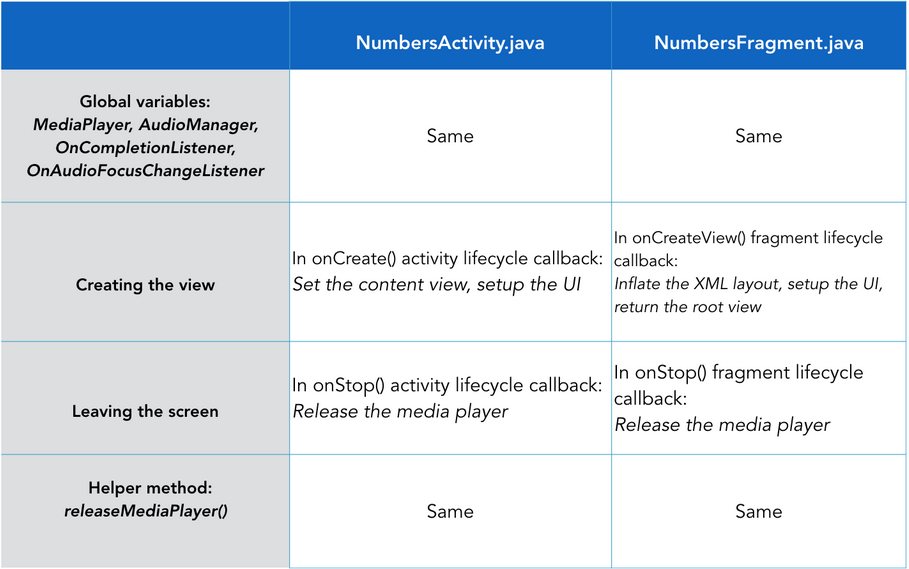 NumbersActivity.java
NumbersFragment.java
Global variables:
MediaPlayer, AudioManager,
OnCompletionListener,
OnAudioFocusChangeListener
Same
Same
Creating the view
In onCreate() activity lifecycle callback:
Set the content view, setup the UI
In onCreateView() fragment lifecycle
callback:
Inflate the XML layout, setup the UI,
return the root view
Leaving the screen
In onStop() activity lifecycle callback:
Release the media player
In onStop() fragment lifecycle
callback:
Release the media player
Helper method:
releaseMediaPlayer()
Same
Same